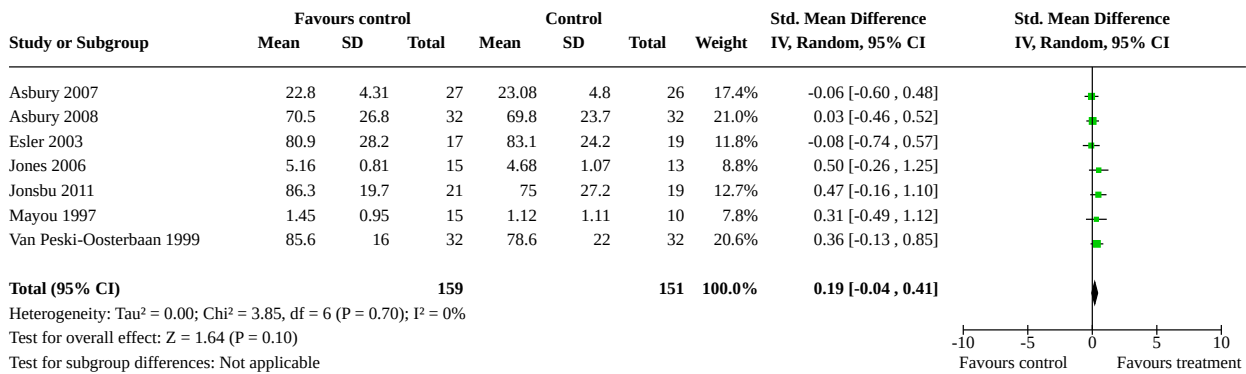 Favours control Control Std. Mean Difference Std. Mean Difference
Study or Subgroup Mean SD Total Mean SD Total Weight IV, Random, 95% CI IV, Random, 95% CI
Asbury 2007 22.8 4.31 27 23.08 4.8 26 17.4% -0.06 [-0.60 , 0.48]
Asbury 2008 70.5 26.8 32 69.8 23.7 32 21.0% 0.03 [-0.46 , 0.52]
Esler 2003 80.9 28.2 17 83.1 24.2 19 11.8% -0.08 [-0.74 , 0.57]
Jones 2006 5.16 0.81 15 4.68 1.07 13 8.8% 0.50 [-0.26 , 1.25]
Jonsbu 2011 86.3 19.7 21 75 27.2 19 12.7% 0.47 [-0.16 , 1.10]
Mayou 1997 1.45 0.95 15 1.12 1.11 10 7.8% 0.31 [-0.49 , 1.12]
Van Peski-Oosterbaan 1999 85.6 16 32 78.6 22 32 20.6% 0.36 [-0.13 , 0.85]
Total (95% CI) 159 151 100.0% 0.19 [-0.04 , 0.41]
Heterogeneity: Tau² = 0.00; Chi² = 3.85, df = 6 (P = 0.70); I² = 0%
Test for overall effect: Z = 1.64 (P = 0.10)
Test for subgroup differences: Not applicable
-10 -5 0 5 10
Favours control Favours treatment